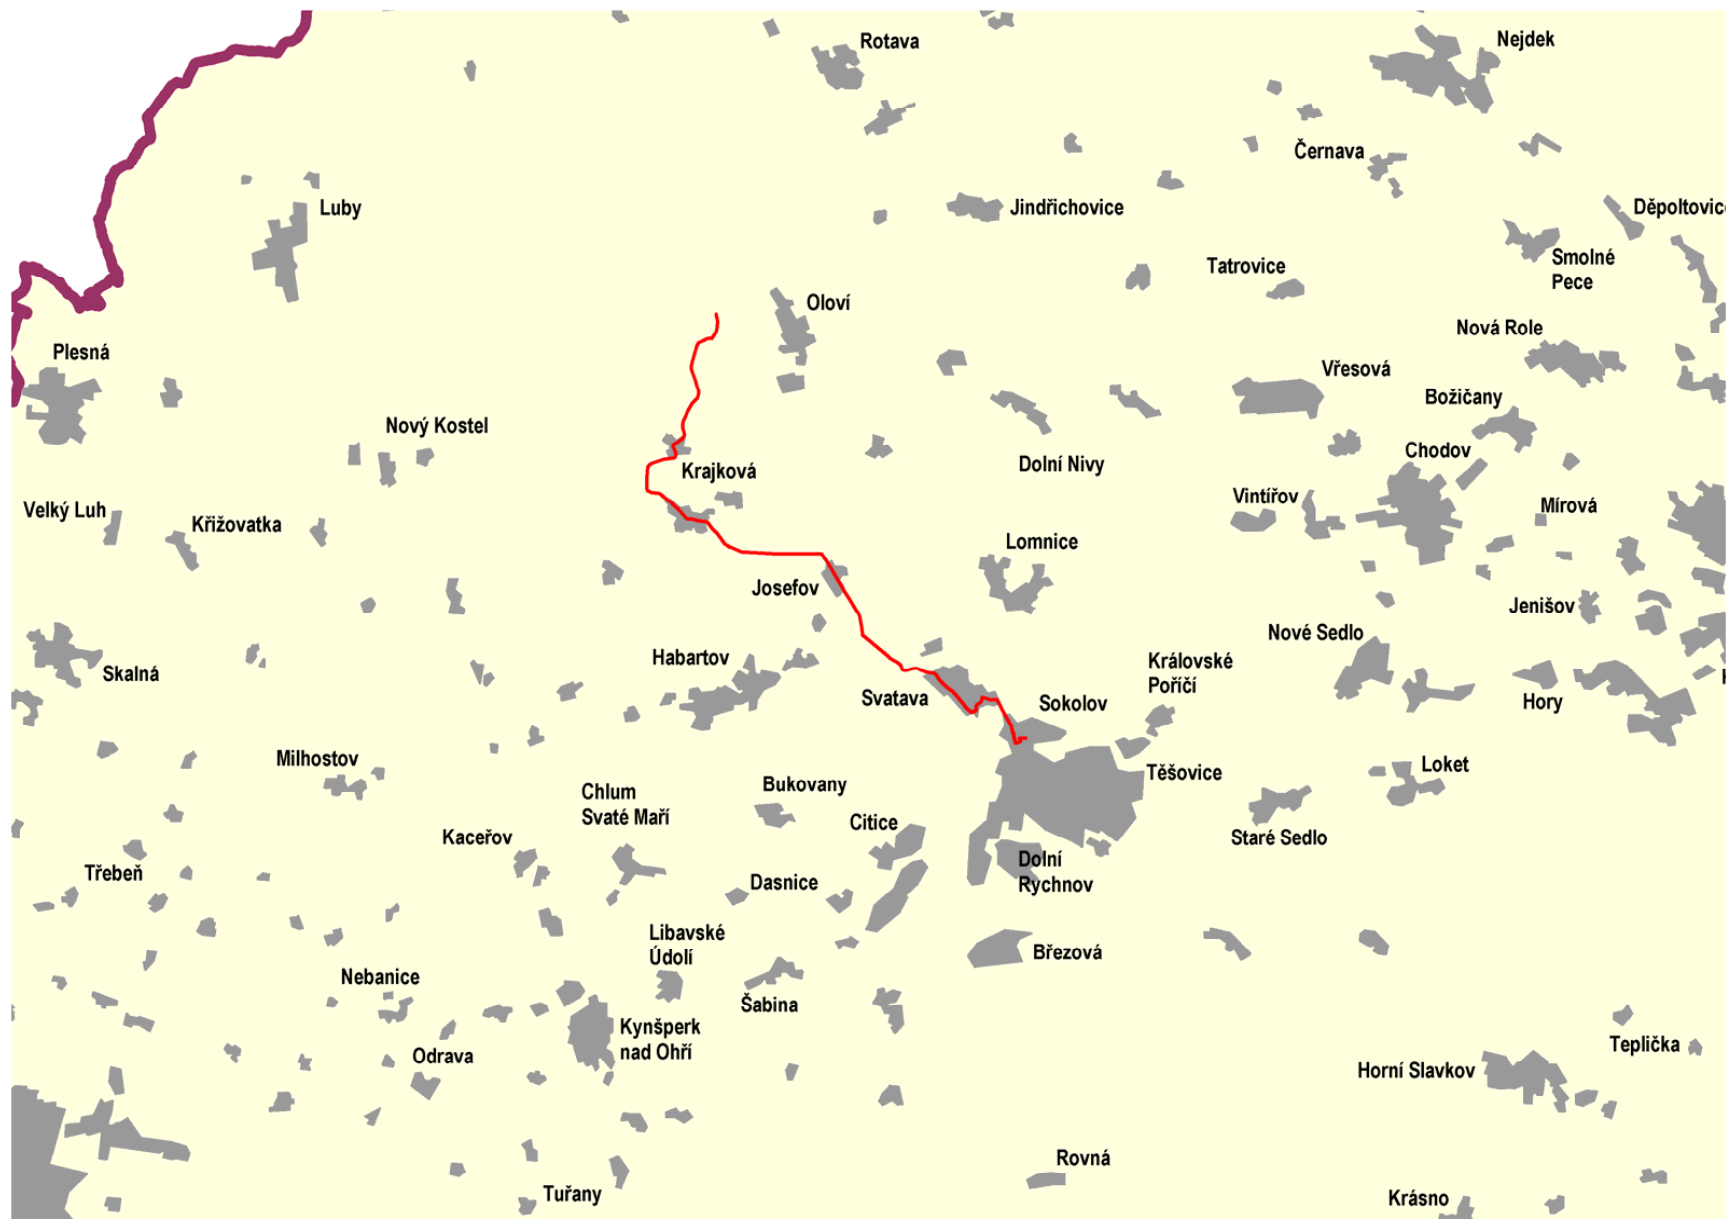 Rotava
Nejdek
Černava
Luby
Jindřichovice
Děpoltovic
Smolné
Pece
Tatrovice
Oloví
Nová Role
Plesná
Vřesová
Božičany
Nový Kostel
Chodov
Dolní Nivy
Krajková
Vintířov
Mírová
Velký Luh
Křižovatka
Lomnice
Josefov
Jenišov
Nové Sedlo
Habartov
Královské
Poříčí
Skalná
Svatava
Sokolov
Hory
Milhostov
Loket
Těšovice
Bukovany
Chlum
Svaté Maří
Citice
Kaceřov
Staré Sedlo
Dolní
Rychnov
Třebeň
Dasnice
Libavské
Údolí
Březová
Nebanice
Šabina
Kynšperk
nad Ohří
Odrava
Teplička
Horní Slavkov
Rovná
Tuřany
Krásno